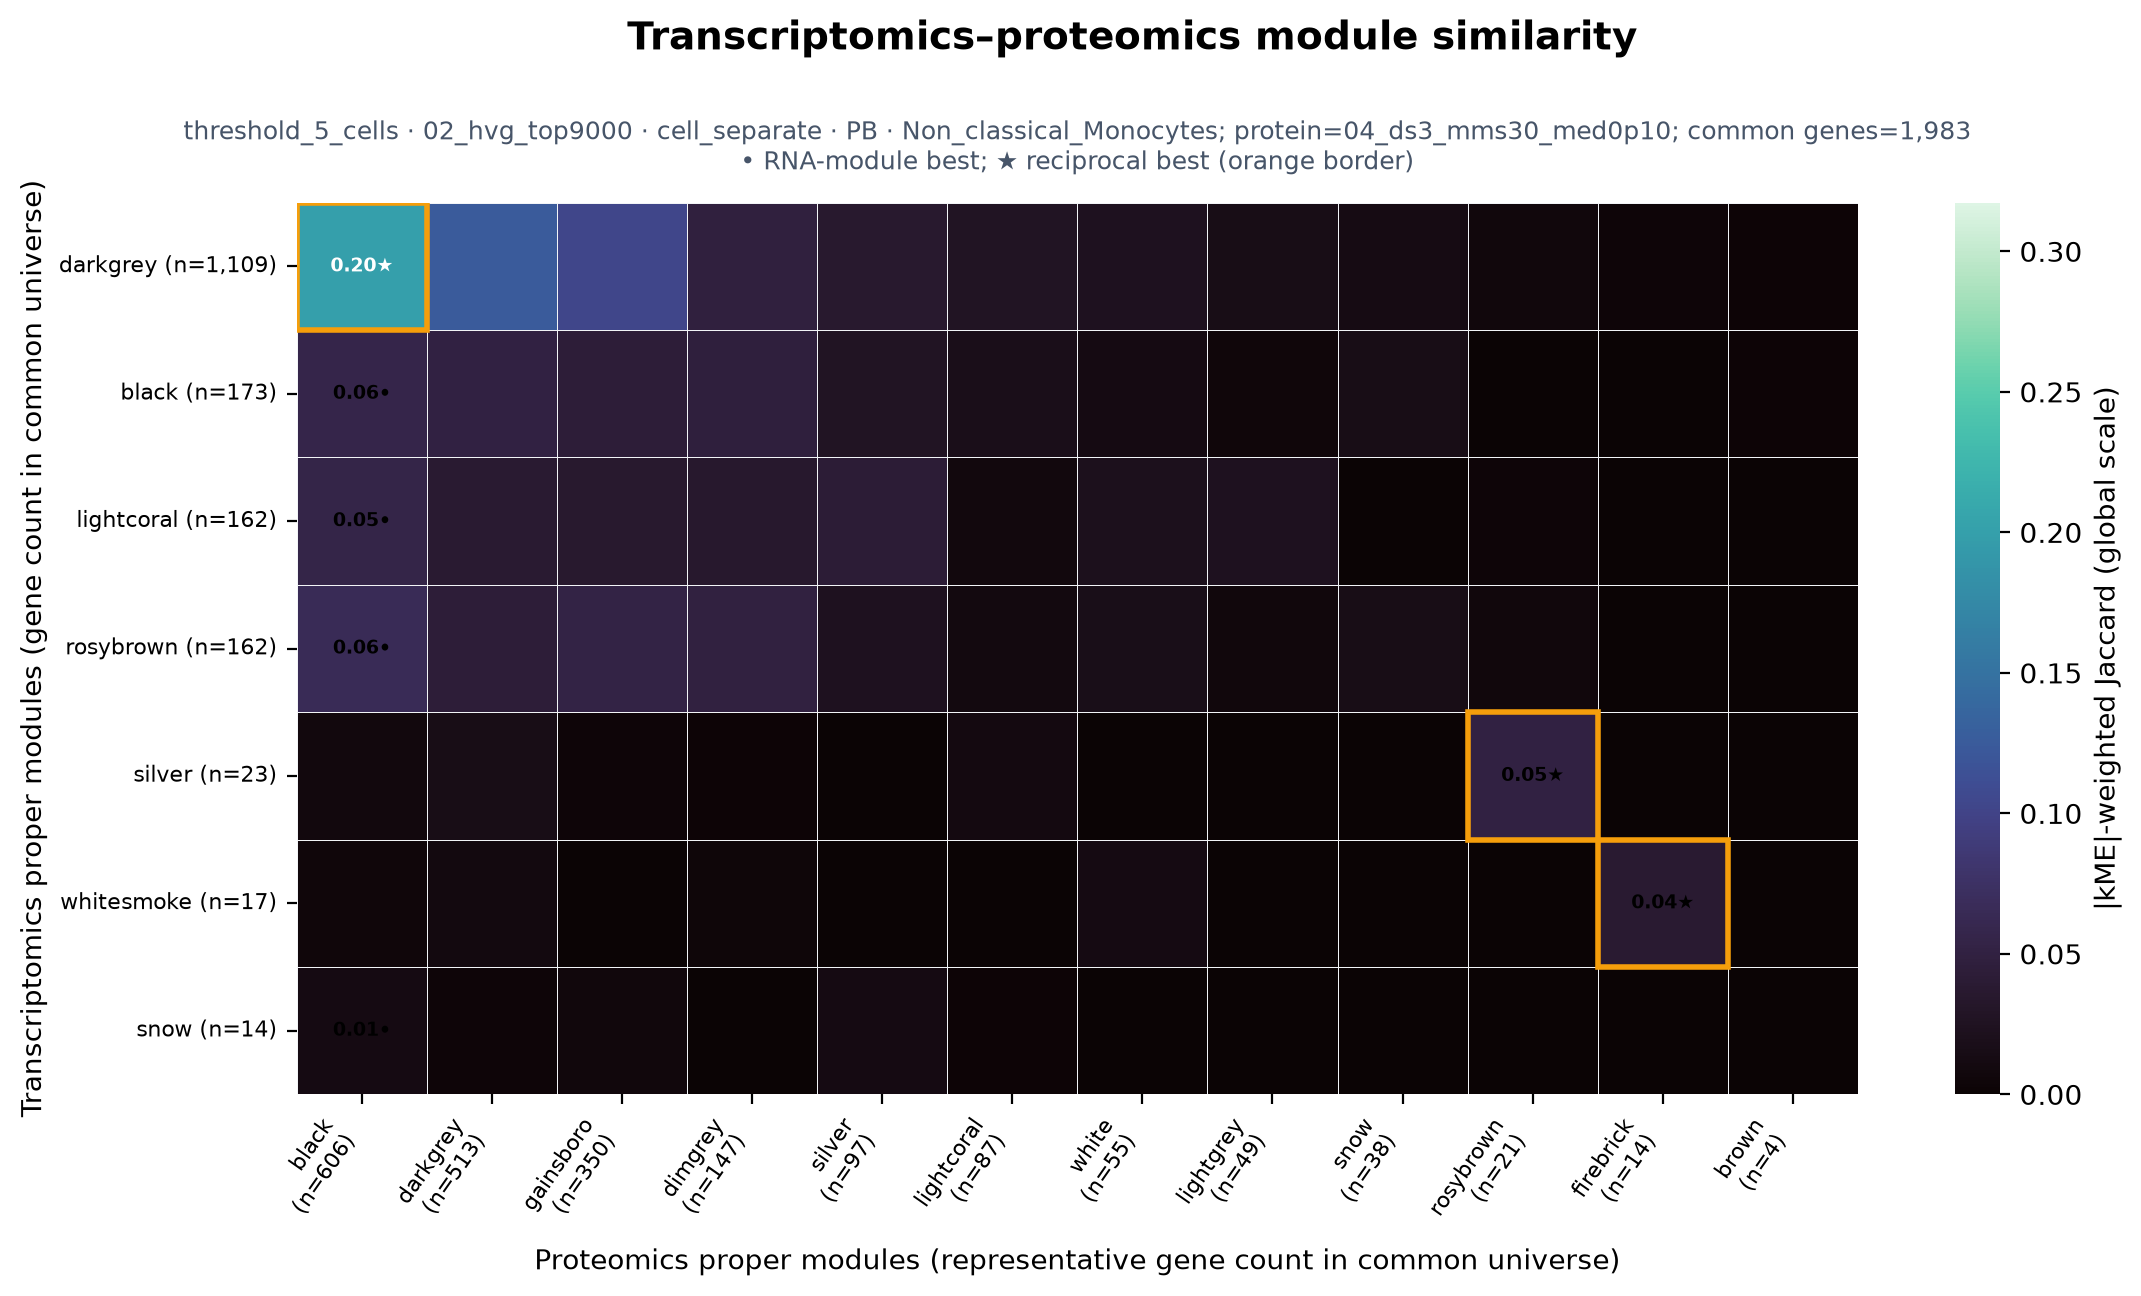 Transcriptomics–proteomics module similarity
threshold_5_cells · 02_hvg_top9000 · cell_separate · PB · Non_classical_Monocytes; protein=04_ds3_mms30_med0p10; common genes=1,983
• RNA-module best; ★ reciprocal best (orange border)
Transcriptomics proper modules (gene count in common universe)
darkgrey (n=1,109)
black (n=173)
lightcoral (n=162)
rosybrown (n=162)
silver (n=23)
whitesmoke (n=17)
snow (n=14)
0.20★
0.06•
0.05•
0.06•
0.05★
0.04★
0.01•
black
(n=606)
darkgrey
(n=513)
gainsboro
(n=350)
dimgrey
(n=147)
silver
(n=97)
lightcoral
(n=87)
white
(n=55)
lightgrey
(n=49)
snow
(n=38)
rosybrown
(n=21)
firebrick
(n=14)
brown
(n=4)
Proteomics proper modules (representative gene count in common universe)
0.30
0.25
0.20
0.15
0.10
0.05
0.00
|kME|-weighted Jaccard (global scale)